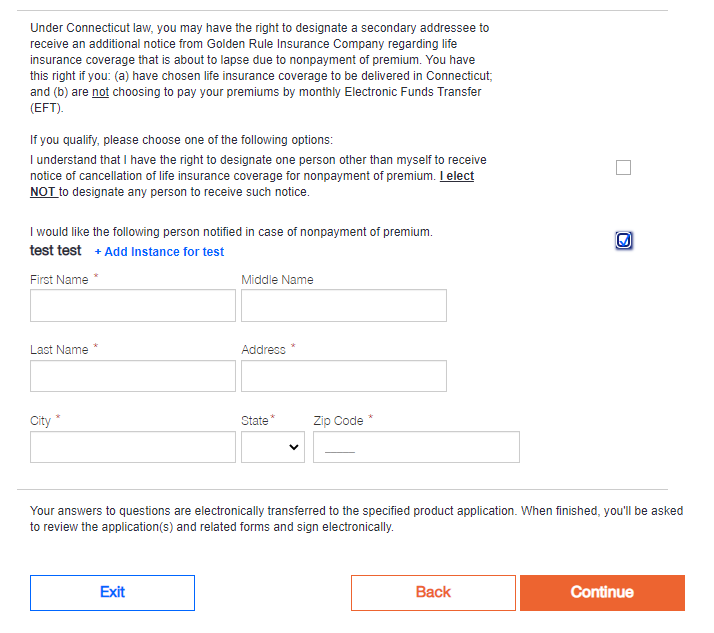 Under Connecticut law, you may have the right to designate a secondary addressee to
receive an additional notice from Golden Rule Insurance Company regarding life
insurance coverage that is about to lapse due to nonpayment of premium. You have
this right if you: (a) have chosen life insurance coverage to be delivered in Connecticut;
and (b) are not choosing to pay your premiums by monthly Electronic Funds Transfer
(EFT).
If you qualify, please choose one of the following options:
I understand that I have the right to designate one person other than myself to receive
notice of cancellation of life insurance coverage for nonpayment of premium. I elect
NOT to designate any person to receive such notice.
I would like the following person notified in case of nonpayment of premium.
test test + Add Instance for test
First Name * Middle Name
Last Name * Address *
City * State* Zip Code *
_____
Your answers to questions are electronically transferred to the specified product application. When finished, you'll be asked
to review the application(s) and related forms and sign electronically.
Exit Back Continue